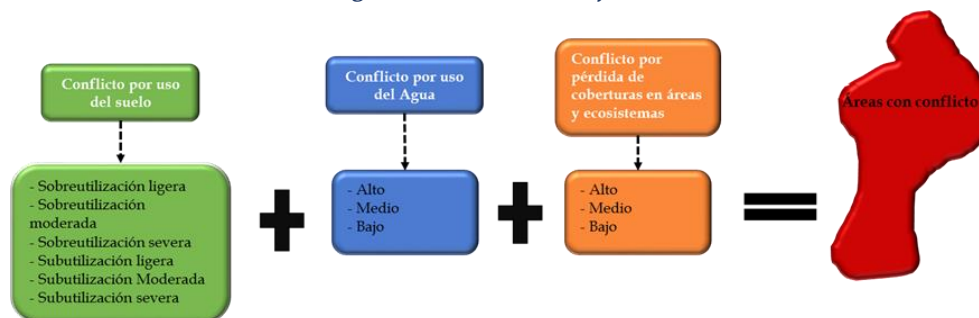 Conflicto por uso
del suelo
- Sobreutilización ligera
- Sobreutilización
moderada
- Sobreutilización severa
- Subutilización ligera
- Subutilización Moderada
- Subutilización severa
+
Conflicto por uso
del Agua
- Alto
- Medio
- Bajo
+
Conflicto por
pérdida de
coberturas en áreas
y ecosistemas
- Alto
- Medio
- Bajo
=
Áreas con conflicto